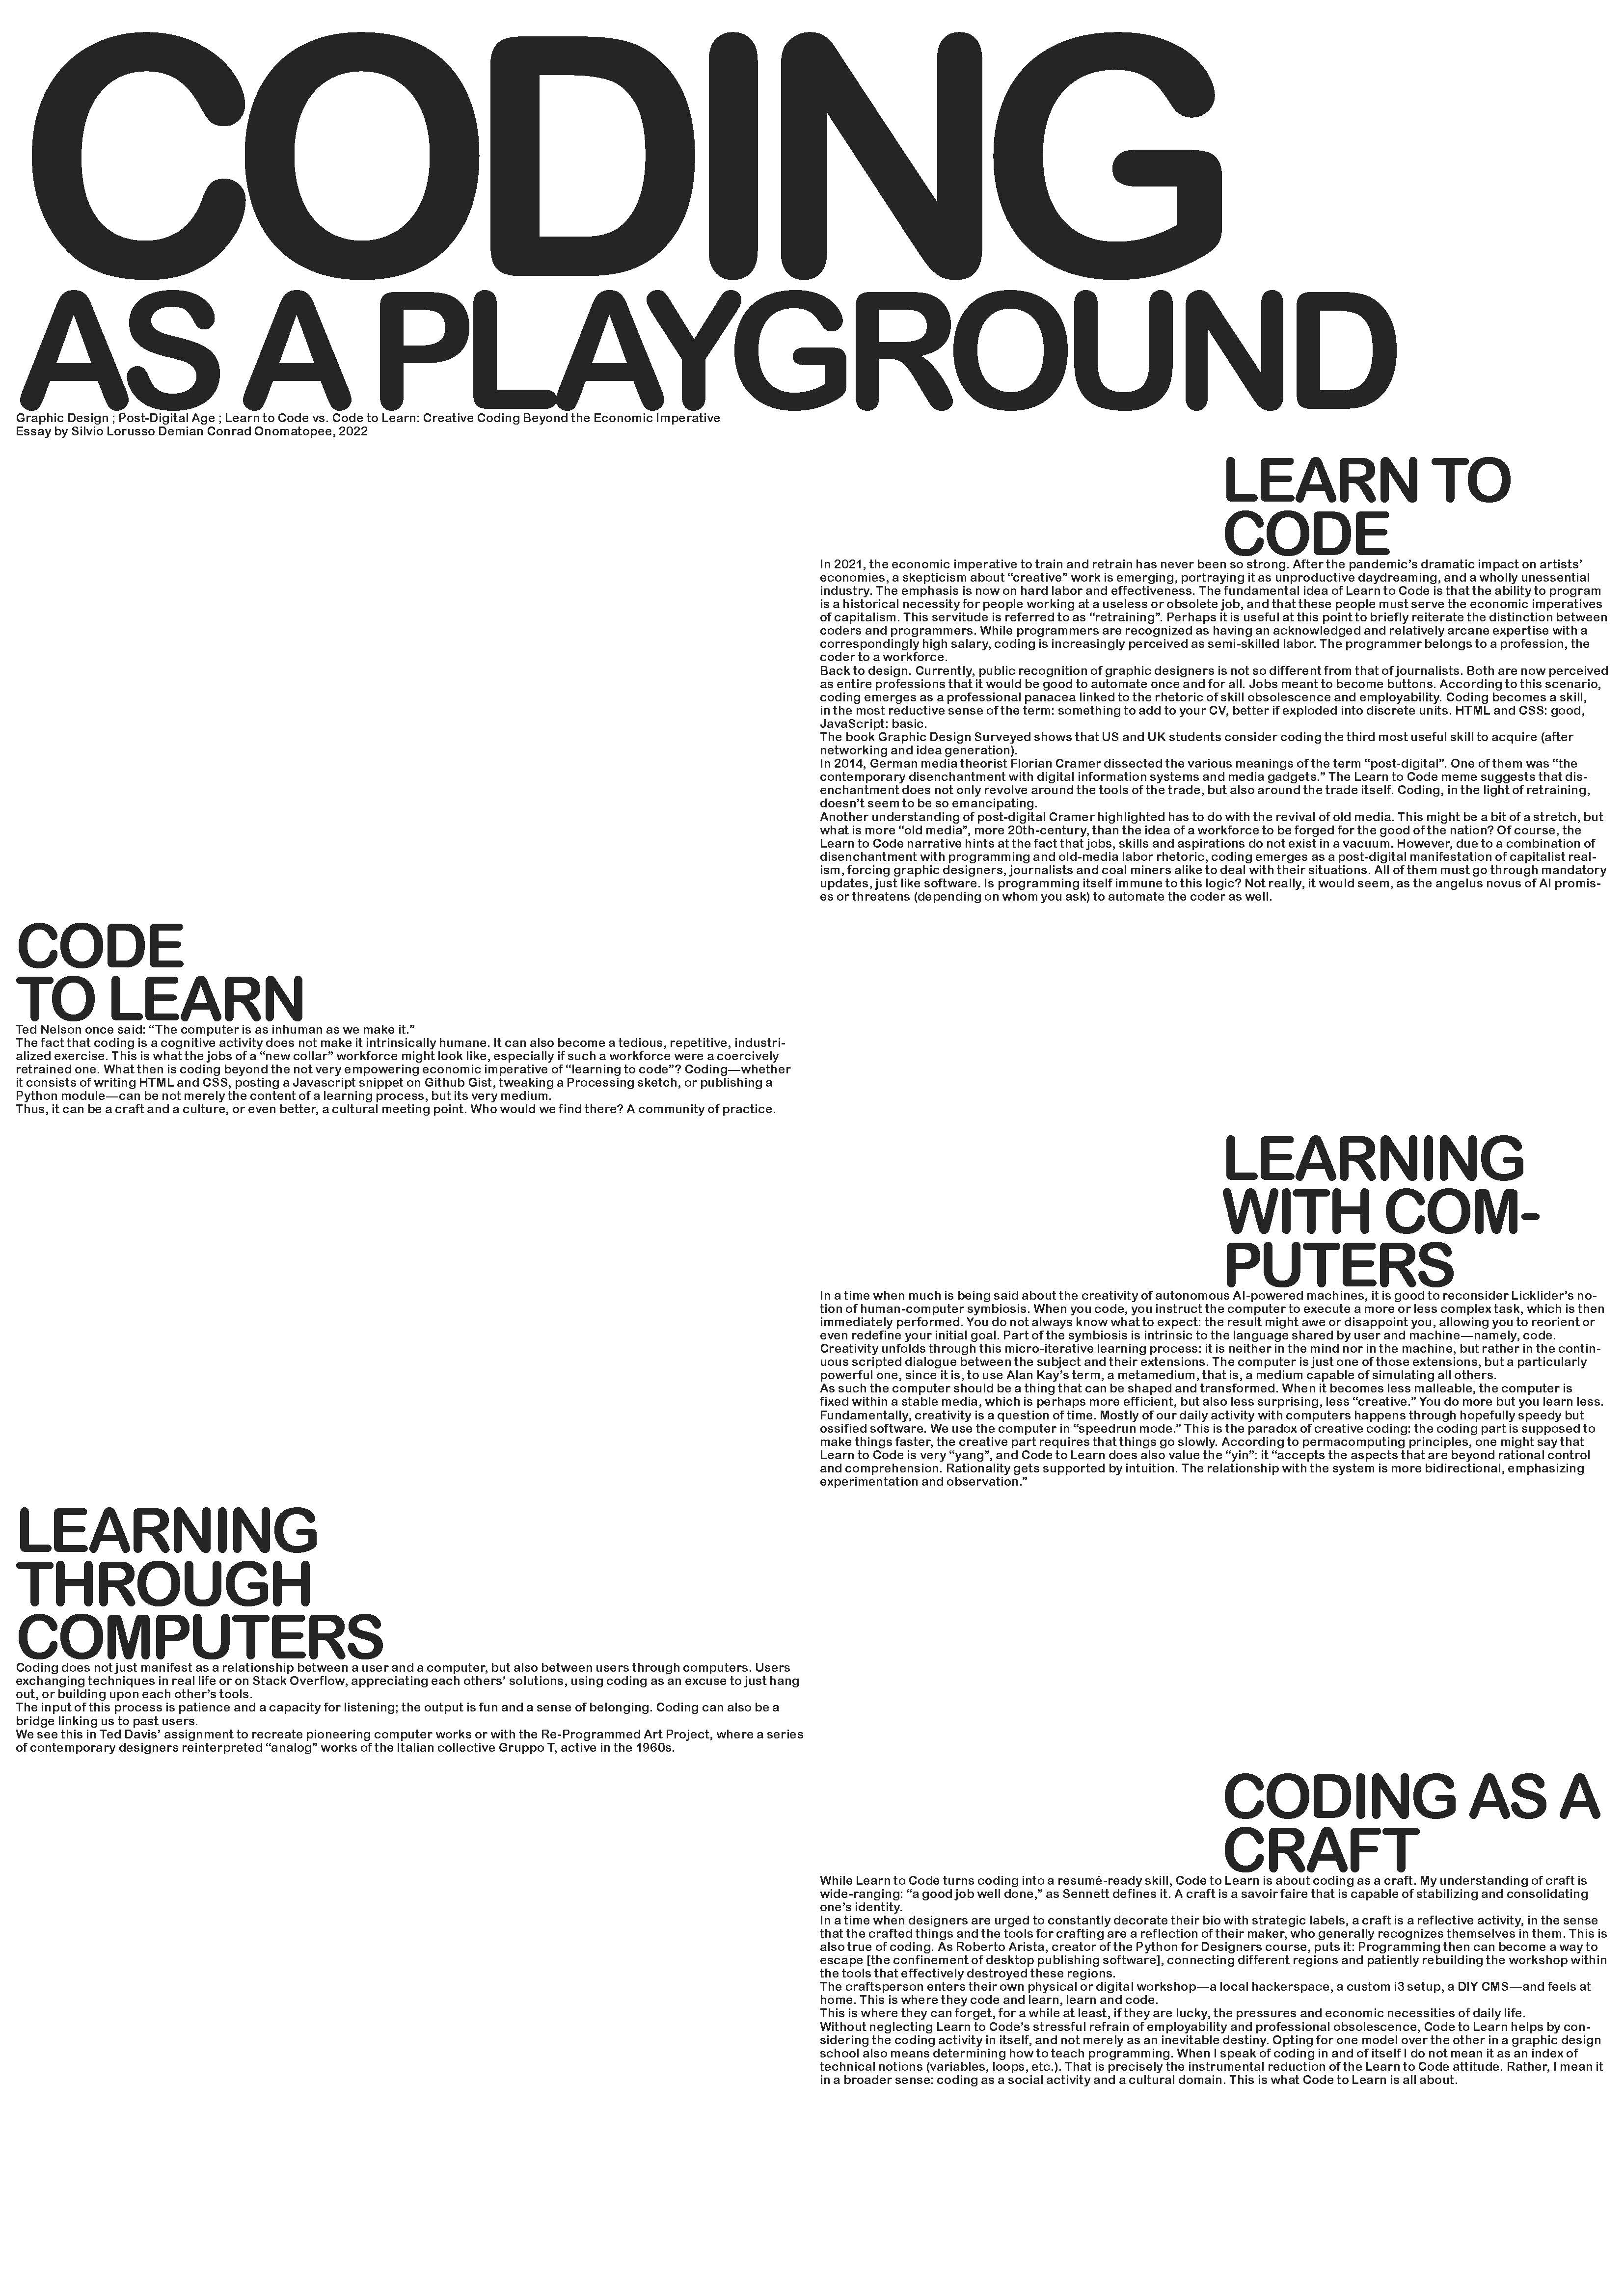 CODING
AS A PLAYGROUND
Graphic Design ; Post-Digital Age ; Learn to Code vs. Code to Learn: Creative Coding Beyond the Economic Imperative
Essay by Silvio Lorusso Demian Conrad Onomatopee, 2022
LEARN TO
CODE
In 2021, the economic imperative to train and retrain has never been so strong. After the pandemic’s dramatic impact on artists’
economies, a skepticism about “creative” work is emerging, portraying it as unproductive daydreaming, and a wholly unessential
industry. The emphasis is now on hard labor and effectiveness. The fundamental idea of Learn to Code is that the ability to program
is a historical necessity for people working at a useless or obsolete job, and that these people must serve the economic imperatives
of capitalism. This servitude is referred to as “retraining”. Perhaps it is useful at this point to briefly reiterate the distinction between
coders and programmers. While programmers are recognized as having an acknowledged and relatively arcane expertise with a
correspondingly high salary, coding is increasingly perceived as semi-skilled labor. The programmer belongs to a profession, the
coder to a workforce.
Back to design. Currently, public recognition of graphic designers is not so different from that of journalists. Both are now perceived
as entire professions that it would be good to automate once and for all. Jobs meant to become buttons. According to this scenario,
coding emerges as a professional panacea linked to the rhetoric of skill obsolescence and employability. Coding becomes a skill,
in the most reductive sense of the term: something to add to your CV, better if exploded into discrete units. HTML and CSS: good,
JavaScript: basic.
The book Graphic Design Surveyed shows that US and UK students consider coding the third most useful skill to acquire (after
networking and idea generation).
In 2014, German media theorist Florian Cramer dissected the various meanings of the term “post-digital”. One of them was “the
contemporary disenchantment with digital information systems and media gadgets.” The Learn to Code meme suggests that dis-
enchantment does not only revolve around the tools of the trade, but also around the trade itself. Coding, in the light of retraining,
doesn’t seem to be so emancipating.
Another understanding of post-digital Cramer highlighted has to do with the revival of old media. This might be a bit of a stretch, but
what is more “old media”, more 20th-century, than the idea of a workforce to be forged for the good of the nation? Of course, the
Learn to Code narrative hints at the fact that jobs, skills and aspirations do not exist in a vacuum. However, due to a combination of
disenchantment with programming and old-media labor rhetoric, coding emerges as a post-digital manifestation of capitalist real-
ism, forcing graphic designers, journalists and coal miners alike to deal with their situations. All of them must go through mandatory
updates, just like software. Is programming itself immune to this logic? Not really, it would seem, as the angelus novus of AI promis-
es or threatens (depending on whom you ask) to automate the coder as well.
CODE
TO LEARN
Ted Nelson once said: “The computer is as inhuman as we make it.”
The fact that coding is a cognitive activity does not make it intrinsically humane. It can also become a tedious, repetitive, industri-
alized exercise. This is what the jobs of a “new collar” workforce might look like, especially if such a workforce were a coercively
retrained one. What then is coding beyond the not very empowering economic imperative of “learning to code”? Coding—whether
it consists of writing HTML and CSS, posting a Javascript snippet on Github Gist, tweaking a Processing sketch, or publishing a
Python module—can be not merely the content of a learning process, but its very medium.
Thus, it can be a craft and a culture, or even better, a cultural meeting point. Who would we find there? A community of practice.
LEARNING
WITH COM-
PUTERS
In a time when much is being said about the creativity of autonomous AI-powered machines, it is good to reconsider Licklider’s no-
tion of human-computer symbiosis. When you code, you instruct the computer to execute a more or less complex task, which is then
immediately performed. You do not always know what to expect: the result might awe or disappoint you, allowing you to reorient or
even redefine your initial goal. Part of the symbiosis is intrinsic to the language shared by user and machine—namely, code.
Creativity unfolds through this micro-iterative learning process: it is neither in the mind nor in the machine, but rather in the contin-
uous scripted dialogue between the subject and their extensions. The computer is just one of those extensions, but a particularly
powerful one, since it is, to use Alan Kay’s term, a metamedium, that is, a medium capable of simulating all others.
As such the computer should be a thing that can be shaped and transformed. When it becomes less malleable, the computer is
fixed within a stable media, which is perhaps more efficient, but also less surprising, less “creative.” You do more but you learn less.
Fundamentally, creativity is a question of time. Mostly of our daily activity with computers happens through hopefully speedy but
ossified software. We use the computer in “speedrun mode.” This is the paradox of creative coding: the coding part is supposed to
make things faster, the creative part requires that things go slowly. According to permacomputing principles, one might say that
Learn to Code is very “yang”, and Code to Learn does also value the “yin”: it “accepts the aspects that are beyond rational control
and comprehension. Rationality gets supported by intuition. The relationship with the system is more bidirectional, emphasizing
experimentation and observation.”
LEARNING
THROUGH
COMPUTERS
Coding does not just manifest as a relationship between a user and a computer, but also between users through computers. Users
exchanging techniques in real life or on Stack Overflow, appreciating each others’ solutions, using coding as an excuse to just hang
out, or building upon each other’s tools.
The input of this process is patience and a capacity for listening; the output is fun and a sense of belonging. Coding can also be a
bridge linking us to past users.
We see this in Ted Davis’ assignment to recreate pioneering computer works or with the Re-Programmed Art Project, where a series
of contemporary designers reinterpreted “analog” works of the Italian collective Gruppo T, active in the 1960s.
CODING AS A
CRAFT
While Learn to Code turns coding into a resumé-ready skill, Code to Learn is about coding as a craft. My understanding of craft is
wide-ranging: “a good job well done,” as Sennett defines it. A craft is a savoir faire that is capable of stabilizing and consolidating
one’s identity.
In a time when designers are urged to constantly decorate their bio with strategic labels, a craft is a reflective activity, in the sense
that the crafted things and the tools for crafting are a reflection of their maker, who generally recognizes themselves in them. This is
also true of coding. As Roberto Arista, creator of the Python for Designers course, puts it: Programming then can become a way to
escape [the confinement of desktop publishing software], connecting different regions and patiently rebuilding the workshop within
the tools that effectively destroyed these regions.
The craftsperson enters their own physical or digital workshop—a local hackerspace, a custom i3 setup, a DIY CMS—and feels at
home. This is where they code and learn, learn and code.
This is where they can forget, for a while at least, if they are lucky, the pressures and economic necessities of daily life.
Without neglecting Learn to Code’s stressful refrain of employability and professional obsolescence, Code to Learn helps by con-
sidering the coding activity in itself, and not merely as an inevitable destiny. Opting for one model over the other in a graphic design
school also means determining how to teach programming. When I speak of coding in and of itself I do not mean it as an index of
technical notions (variables, loops, etc.). That is precisely the instrumental reduction of the Learn to Code attitude. Rather, I mean it
in a broader sense: coding as a social activity and a cultural domain. This is what Code to Learn is all about.